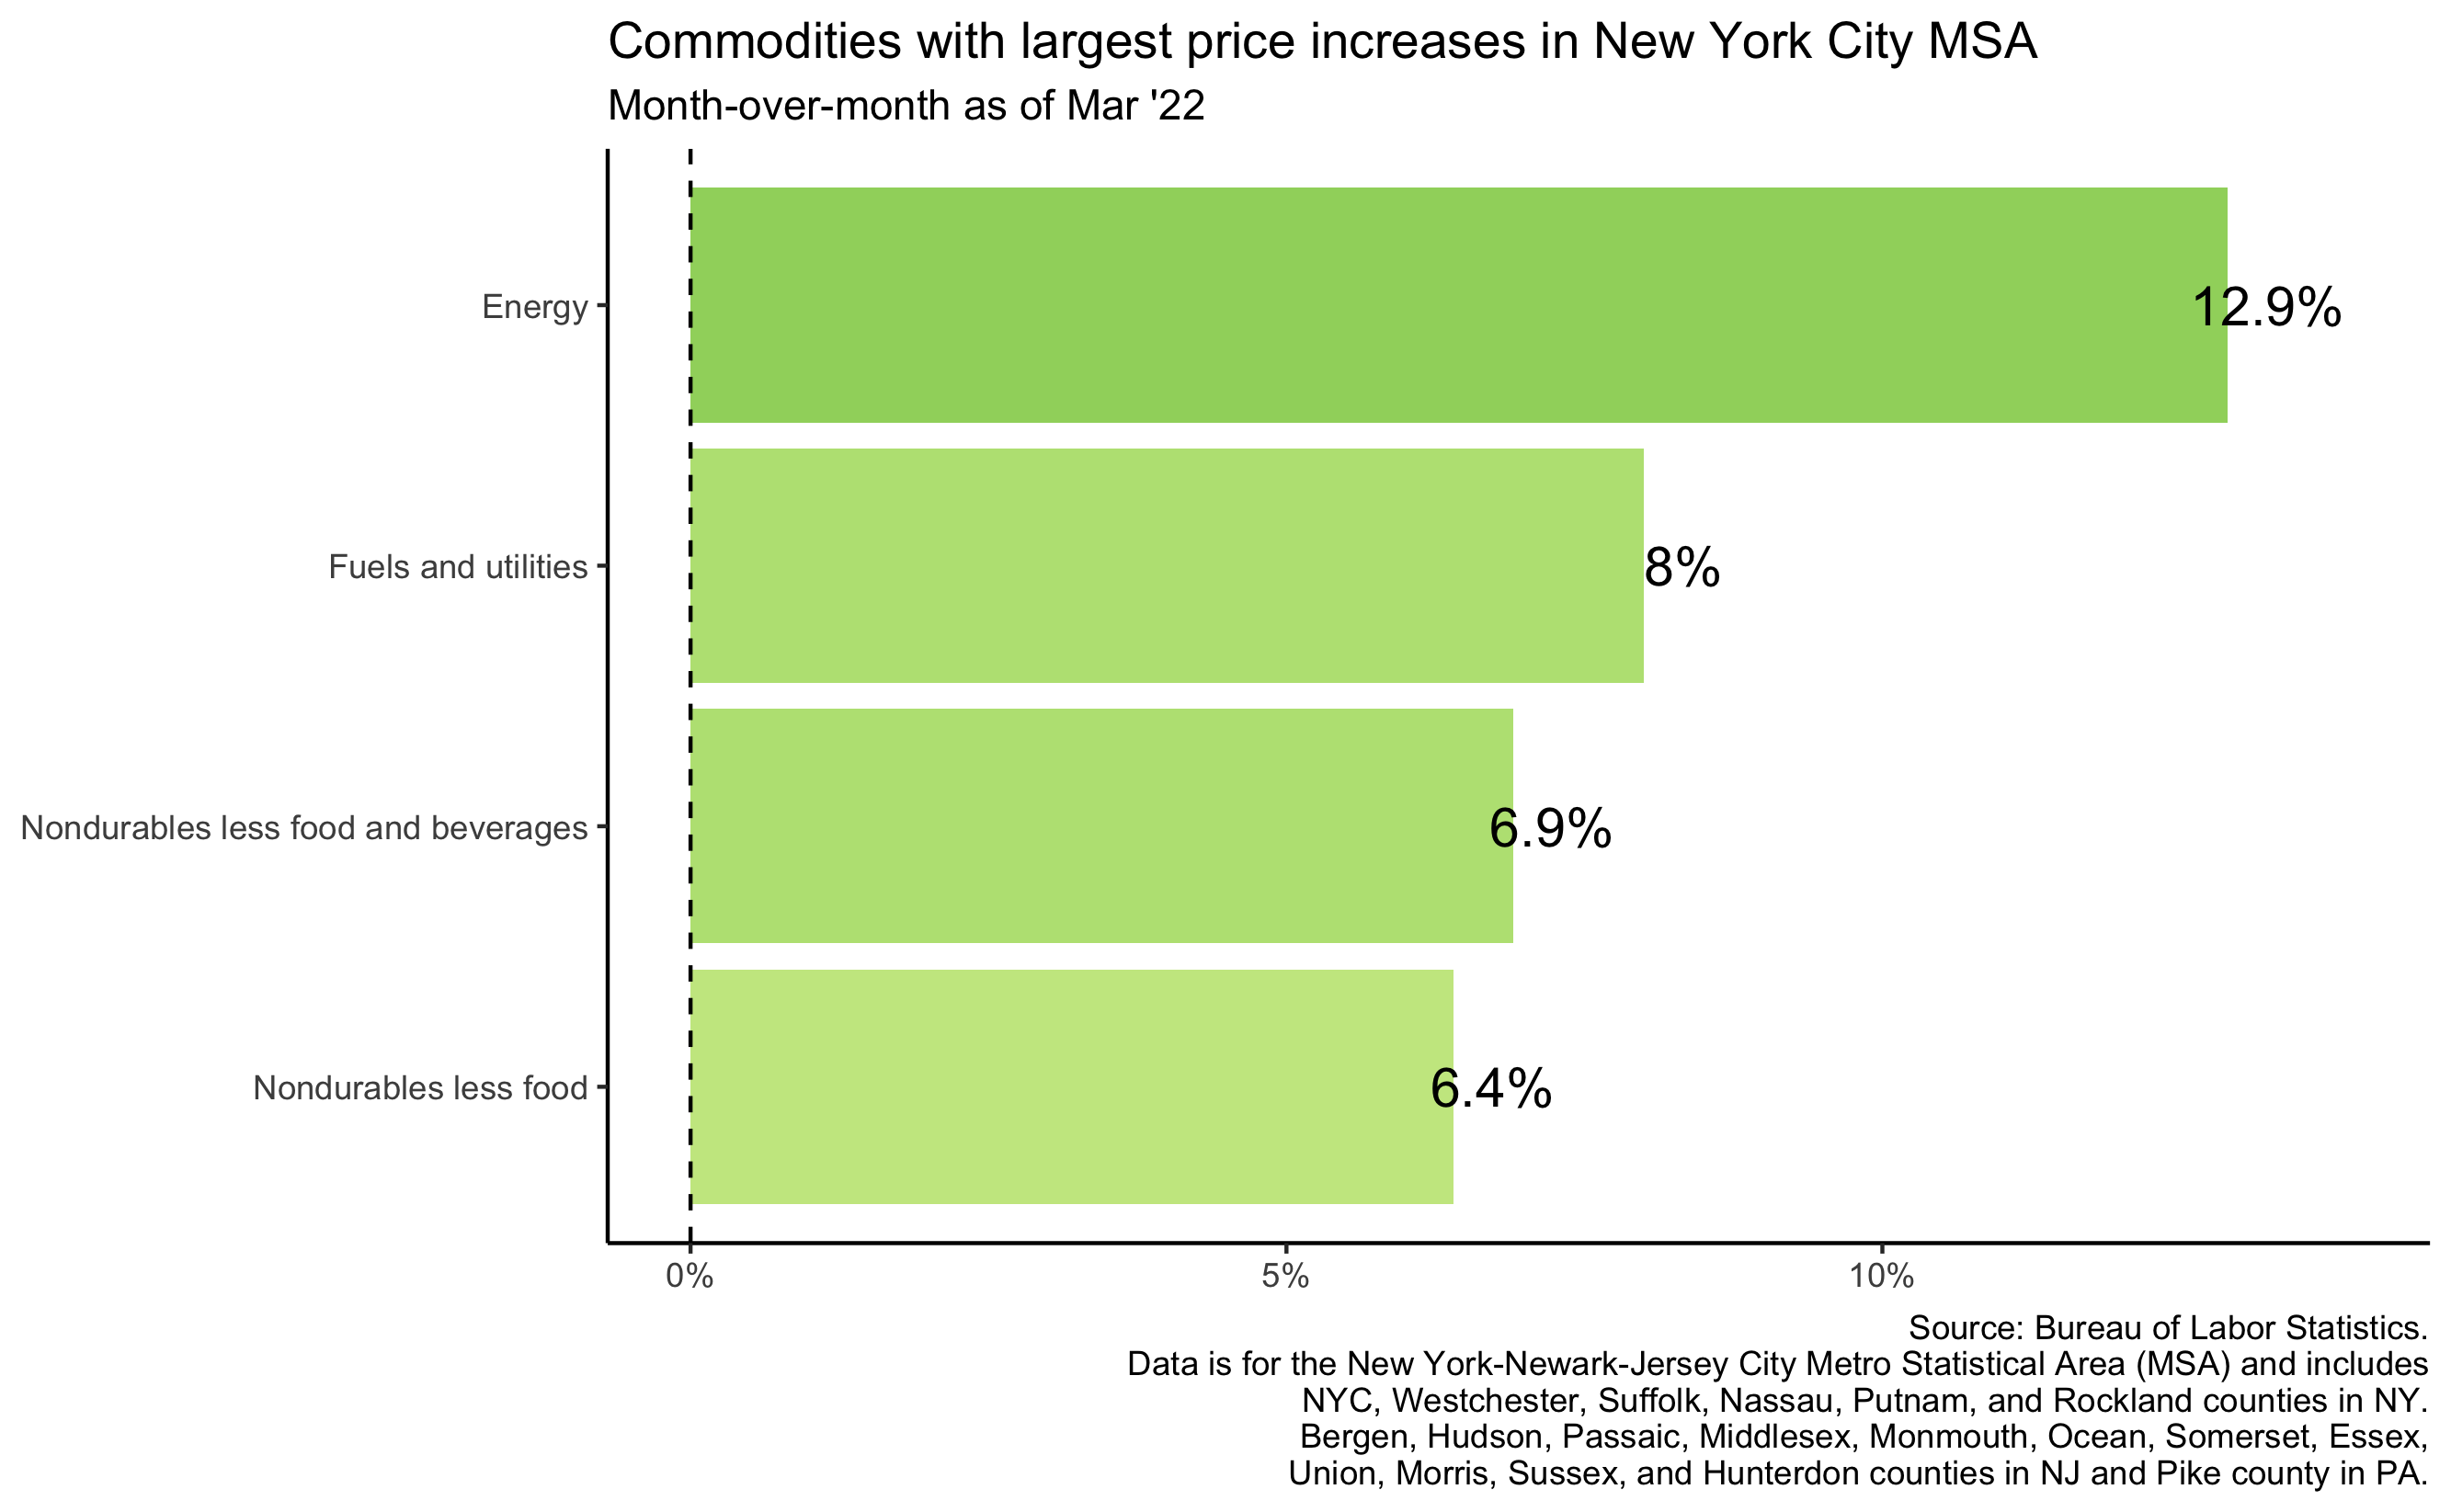 Commodities with largest price increases in New York City MSA
Month-over-month as of Mar '22
Energy
12.9%
Fuels and utilities
8%
Nondurables less food and beverages
6.9%
Nondurables less food
6.4%
0%
5%
10%
Source: Bureau of Labor Statistics.
Data is for the New York-Newark-Jersey City Metro Statistical Area (MSA) and includes
NYC, Westchester, Suffolk, Nassau, Putnam, and Rockland counties in NY.
Bergen, Hudson, Passaic, Middlesex, Monmouth, Ocean, Somerset, Essex,
Union, Morris, Sussex, and Hunterdon counties in NJ and Pike county in PA.